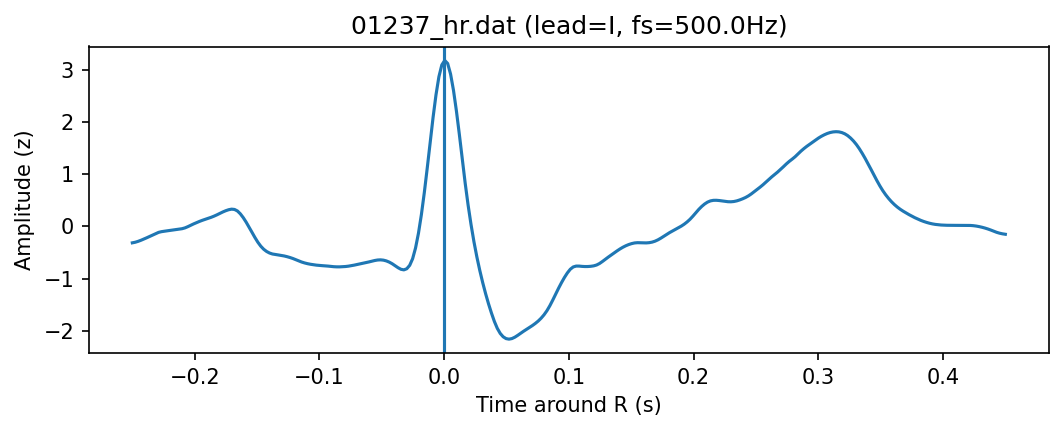 01237_hr.dat (lead=I, fs=500.0Hz)
Amplitude (z)
3
2
1
0
−1
−2
−0.2 −0.1 0.0 0.1 0.2 0.3 0.4
Time around R (s)